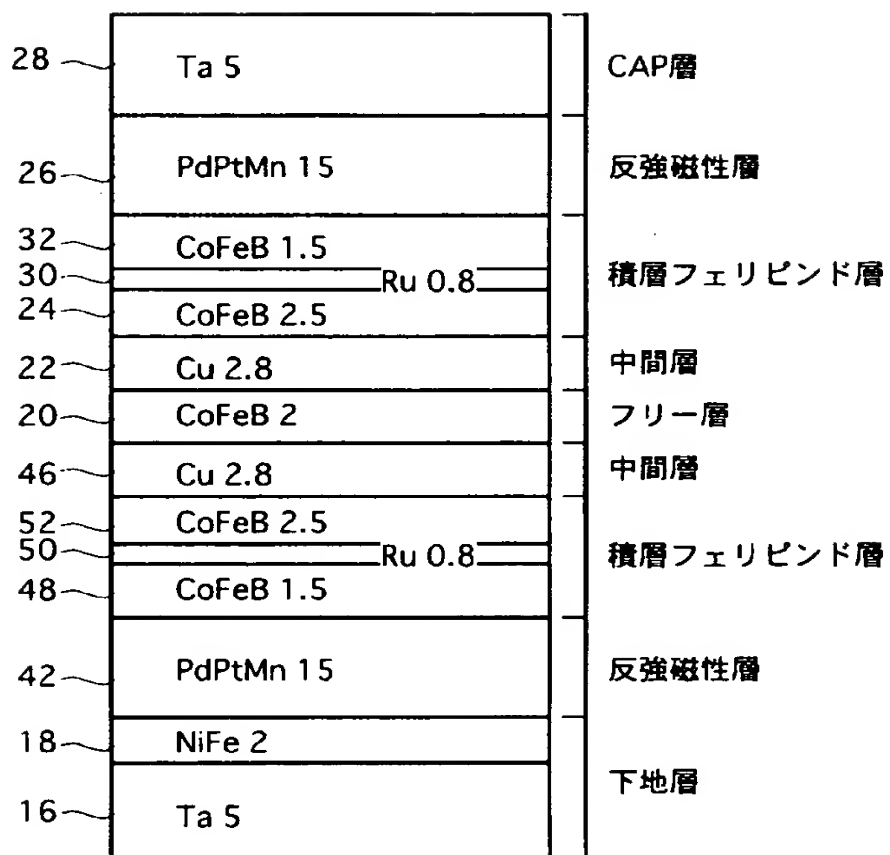 28 Ta 5 CAP層
26 PdPtMn 15 反強磁性層
32 CoFeB 1.5
30 Ru 0.8 積層フェリピンド層
24 CoFeB 2.5
22 Cu 2.8 中間層
20 CoFeB 2 フリー層
46 Cu 2.8 中間層
52 CoFeB 2.5
50 Ru 0.8 積層フェリピンド層
48 CoFeB 1.5
42 PdPtMn 15 反強磁性層
18 NiFe 2
下地層
16 Ta 5